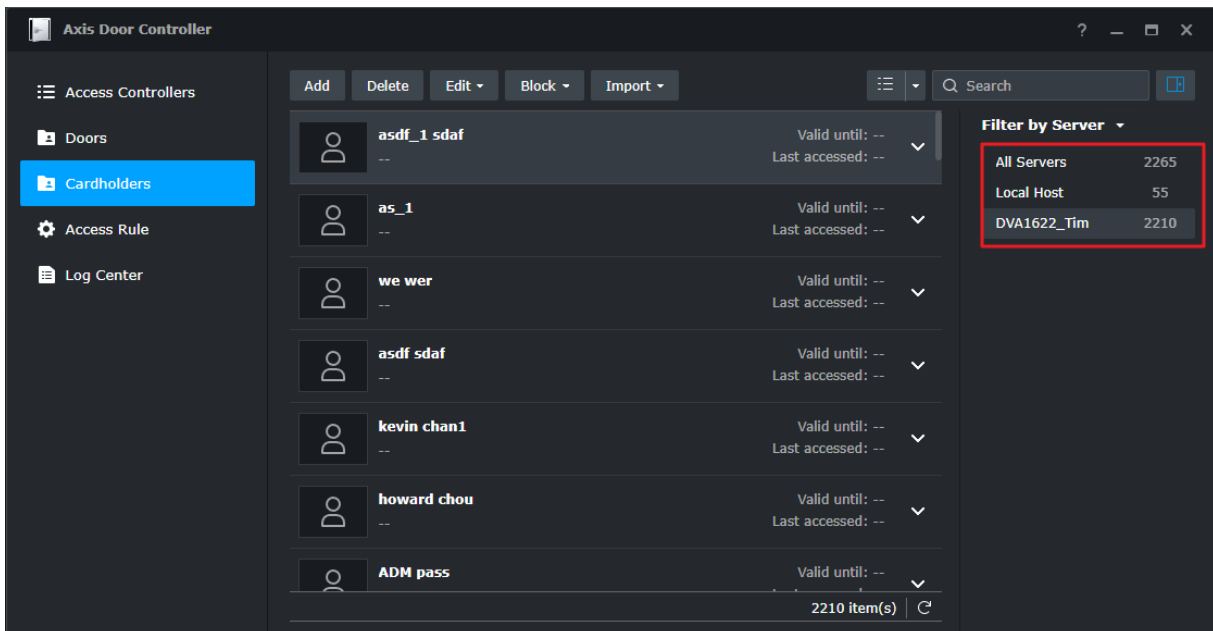 Axis Door Controller
?
Access Controllers
Doors
Cardholders
Access Rule
Log Center
Add Delete Edit Block Import
Search
asdf_1 sdaf
--
Valid until: --
Last accessed: --
as_1
--
Valid until: --
Last accessed: --
we wer
--
Valid until: --
Last accessed: --
asdf sdaf
--
Valid until: --
Last accessed: --
kevin chan1
--
Valid until: --
Last accessed: --
howard chou
--
Valid until: --
Last accessed: --
ADM pass
Valid until: --
2210 item(s)
Filter by Server
All Servers 2265
Local Host 55
DVA1622_Tim 2210